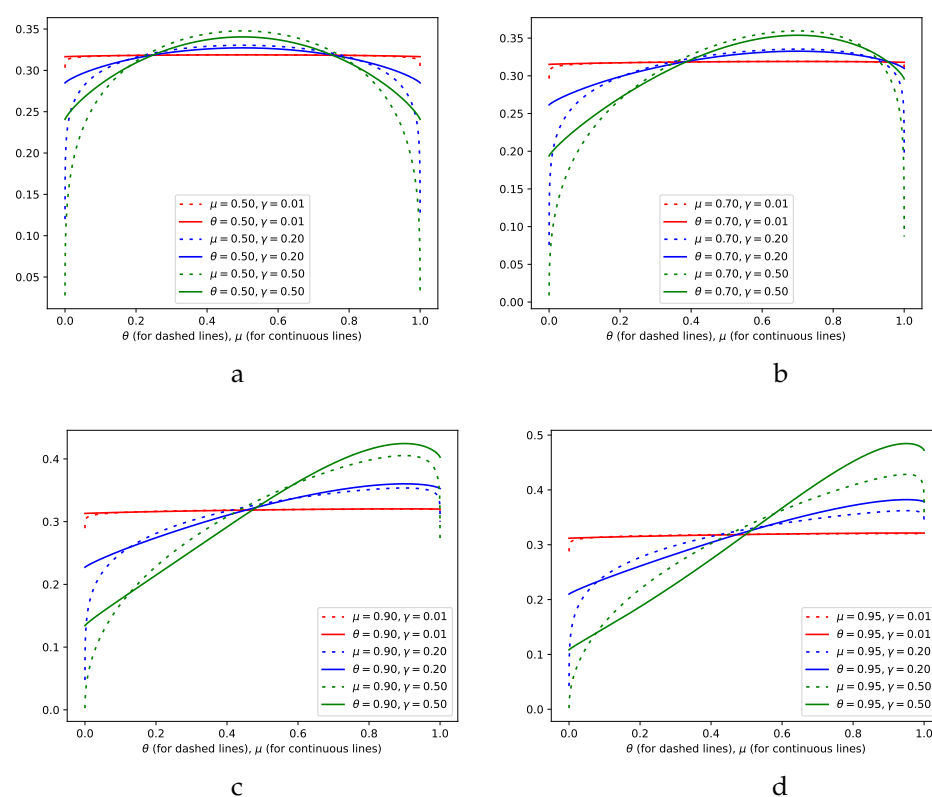 0.35
0.30
0.25
0.20
0.15
0.10
0.05
μ = 0.50, γ = 0.01
θ = 0.50, γ = 0.01
μ = 0.50, γ = 0.20
θ = 0.50, γ = 0.20
μ = 0.50, γ = 0.50
θ = 0.50, γ = 0.50
0.0 0.2 0.4 0.6 0.8 1.0
θ (for dashed lines), μ (for continuous lines)
a
0.35
0.30
0.25
0.20
0.15
0.10
0.05
0.00
μ = 0.70, γ = 0.01
θ = 0.70, γ = 0.01
μ = 0.70, γ = 0.20
θ = 0.70, γ = 0.20
μ = 0.70, γ = 0.50
θ = 0.70, γ = 0.50
0.0 0.2 0.4 0.6 0.8 1.0
θ (for dashed lines), μ (for continuous lines)
b
0.4
0.3
0.2
0.1
0.0
μ = 0.90, γ = 0.01
θ = 0.90, γ = 0.01
μ = 0.90, γ = 0.20
θ = 0.90, γ = 0.20
μ = 0.90, γ = 0.50
θ = 0.90, γ = 0.50
0.0 0.2 0.4 0.6 0.8 1.0
θ (for dashed lines), μ (for continuous lines)
c
0.5
0.4
0.3
0.2
0.1
0.0
μ = 0.95, γ = 0.01
θ = 0.95, γ = 0.01
μ = 0.95, γ = 0.20
θ = 0.95, γ = 0.20
μ = 0.95, γ = 0.50
θ = 0.95, γ = 0.50
0.0 0.2 0.4 0.6 0.8 1.0
θ (for dashed lines), μ (for continuous lines)
d